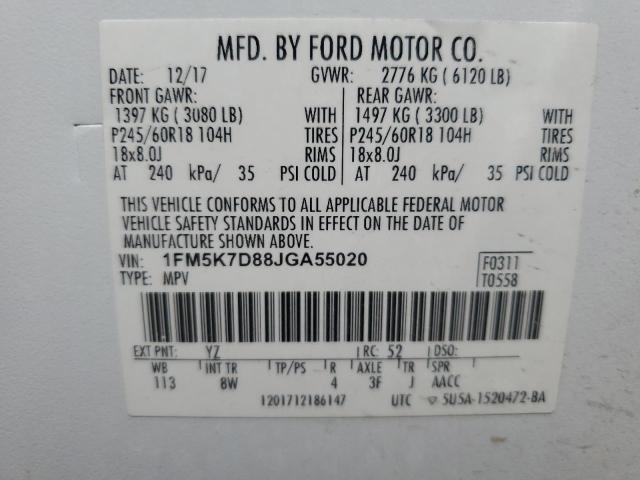 MFD. BY FORD MOTOR CO.
DATE: 12/17 GVWR: 2776 KG ( 6120 LB)
FRONT GAWR: REAR GAWR:
1397 KG ( 3080 LB) WITH 1497 KG ( 3300 LB) WITH
P245/60R18 104H TIRES P245/60R18 104H TIRES
18x8.0J RIMS 18x8.0J RIMS
AT 240 kPa/ 35 PSI COLD AT 240 kPa/ 35 PSI COLD
THIS VEHICLE CONFORMS TO ALL APPLICABLE FEDERAL MOTOR
VEHICLE SAFETY STANDARDS IN EFFECT ON THE DATE OF
MANUFACTURE SHOWN ABOVE.
VIN: 1FM5K7D88JGA55020 F0311
TYPE: MPV T0558
EXT PNT: YZ RC: 52 DSO:
WB INT TR TP/PS R AXLE TR SPR
113 8W 4 3F J AACC
1201712186147 UTC 5U5A-1520472-BA